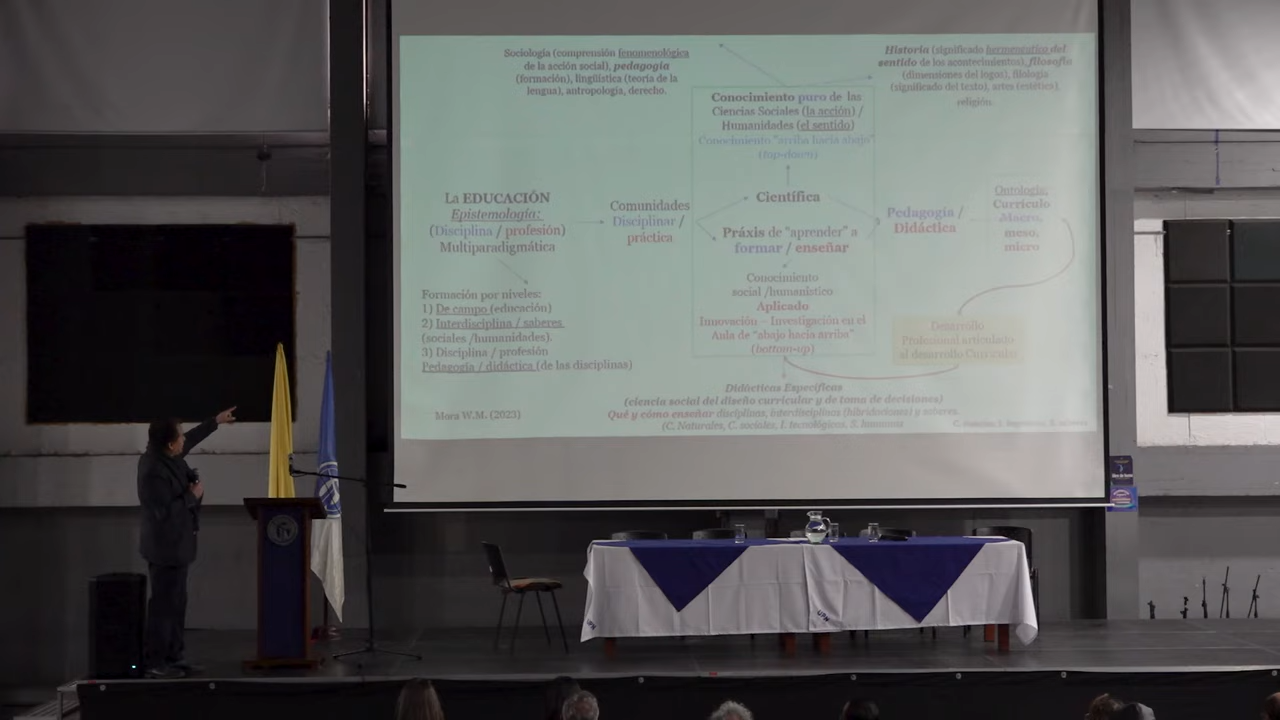 Sociología (comprensión fenomenológica
de la acción social), pedagogía
(formación), lingüística (teoría de la
lengua), antropología, derecho.
Historia (significado hermenéutico del
sentido de los acontecimientos), filosofía
(dimensiones del logos), filología
(significado del texto), artes (estética),
religión.
Conocimiento puro de las
Ciencias Sociales (la acción) /
Humanidades (el sentido)
Conocimiento "arriba hacia abajo"
(top-down)
La EDUCACIÓN
Epistemología:
(Disciplina / profesión)
Multiparadigmática
Comunidades
Disciplinar /
práctica
Científica
Práxis de "aprender" a
formar / enseñar
Pedagogía /
Didáctica
Ontología:
Currículo
Macro,
meso,
micro
Formación por niveles:
1) De campo (educación)
2) Interdisciplina / saberes
(sociales /humanidades).
3) Disciplina / profesión
Pedagogía / didáctica (de las disciplinas)
Conocimiento
social /humanístico
Aplicado
Innovación – Investigación en el
Aula de "abajo hacia arriba"
(bottom-up)
Desarrollo
Profesional articulado
al desarrollo Curricular
Didácticas Específicas
(ciencia social del diseño curricular y de toma de decisiones)
Qué y cómo enseñar disciplinas, interdisciplinas (hibridaciones) y saberes.
(C. Naturales, C. sociales, I. tecnológicas, S. humanas
Mora W.M. (2023)
UPN